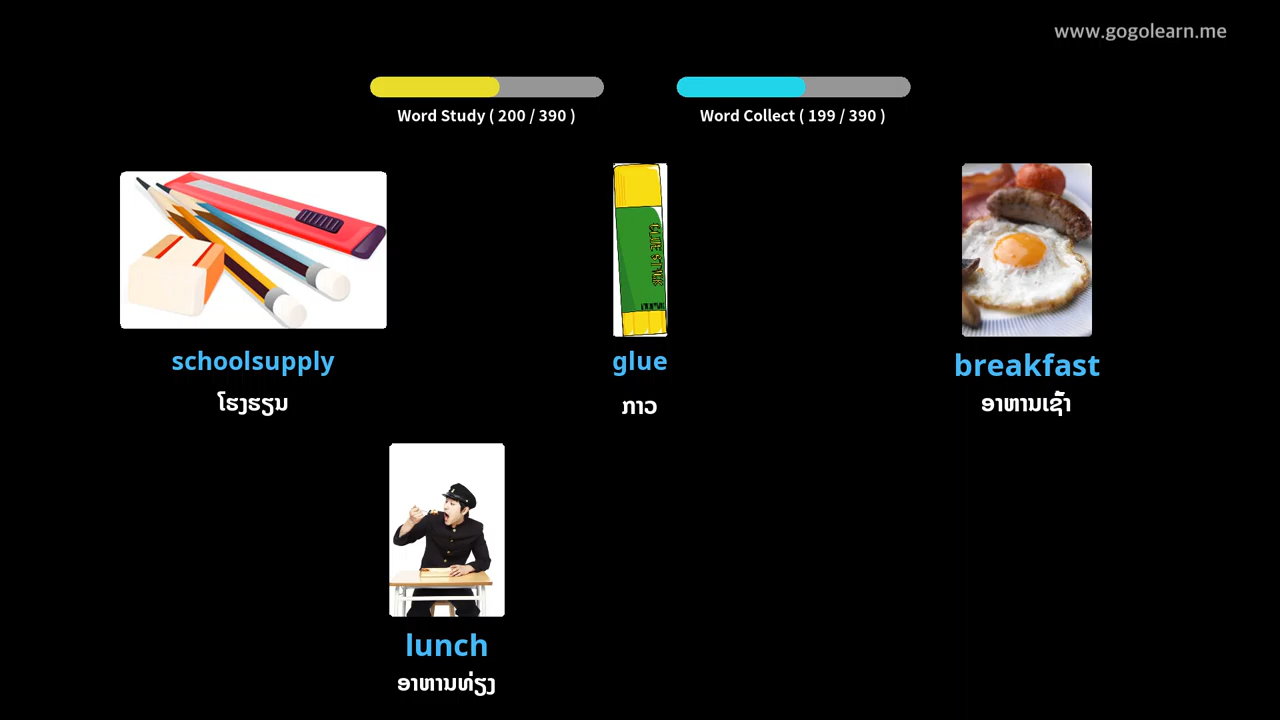 www.gogolearn.me
Word Study ( 200 / 390 )
Word Collect ( 199 / 390 )
schoolsupply
ໂຮງຮຽນ
glue
ກາວ
breakfast
ອາຫານເຊົ້າ
lunch
ອາຫານທ່ຽງ